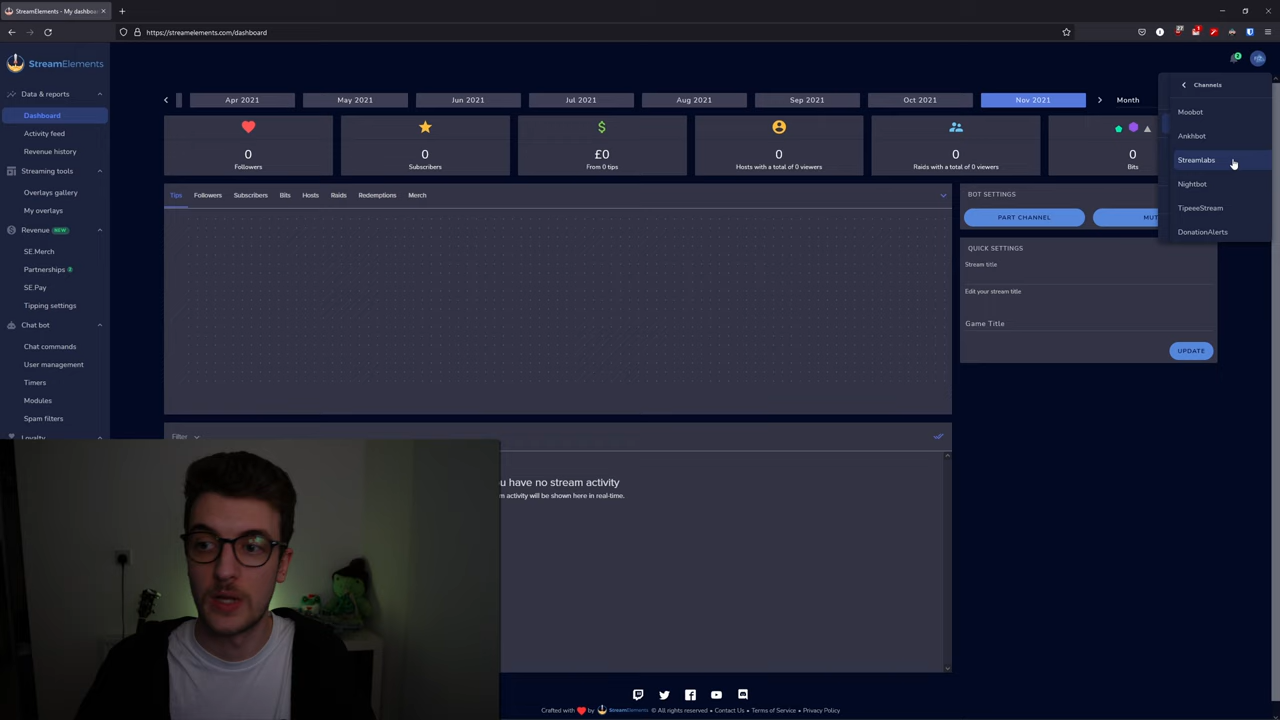 StreamElements - My dashboa
https://streamelements.com/dashboard
StreamElements
Data & reports
Dashboard
Activity feed
Revenue history
Streaming tools
Overlays gallery
My overlays
Revenue NEW
SE.Merch
Partnerships
SE.Pay
Tipping settings
Chat bot
Chat commands
User management
Timers
Modules
Spam filters
Loyalty
Apr 2021
May 2021
Jun 2021
Jul 2021
Aug 2021
Sep 2021
Oct 2021
Nov 2021
Month
0
Followers
0
Subscribers
£0
From 0 tips
0
Hosts with a total of 0 viewers
0
Raids with a total of 0 viewers
0
Bits
Tips
Followers
Subscribers
Bits
Hosts
Raids
Redemptions
Merch
Filter
u have no stream activity
m activity will be shown here in real-time.
Channels
Moobot
Ankhbot
Streamlabs
Nightbot
TipeeeStream
DonationAlerts
BOT SETTINGS
PART CHANNEL
MUT
QUICK SETTINGS
Stream title
Edit your stream title
Game Title
UPDATE
Crafted with by StreamElements © All rights reserved • Contact Us • Terms of Service • Privacy Policy